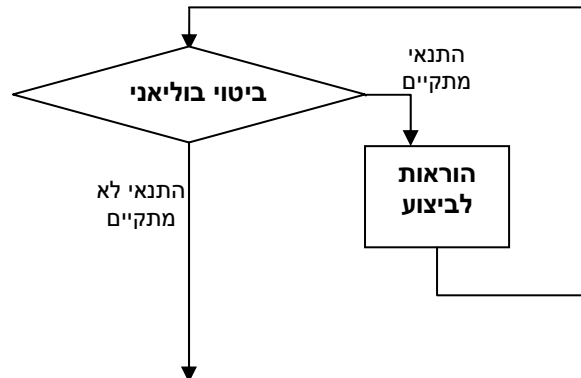 התנאי
מתקיים
ביטוי בוליאני
הוראות
לביצוע
התנאי לא
מתקיים